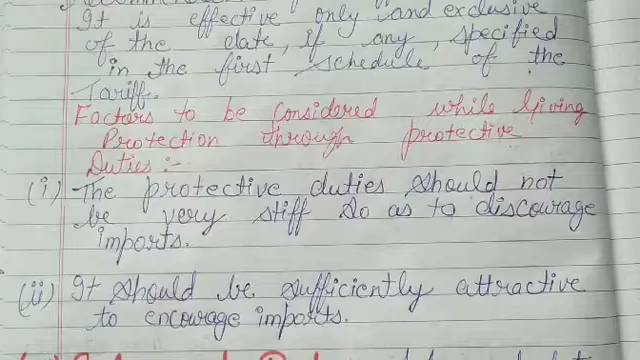 It is effective only and exclusive
of the date, If any, specified
in the first schedule of the
Tariff.
Factors to be Considered while Giving
Protection through protective
Duties :-
(i) The protective duties should not
be very stiff so as to discourage
imports.
(ii) It should be sufficiently attractive
to encourage imports.